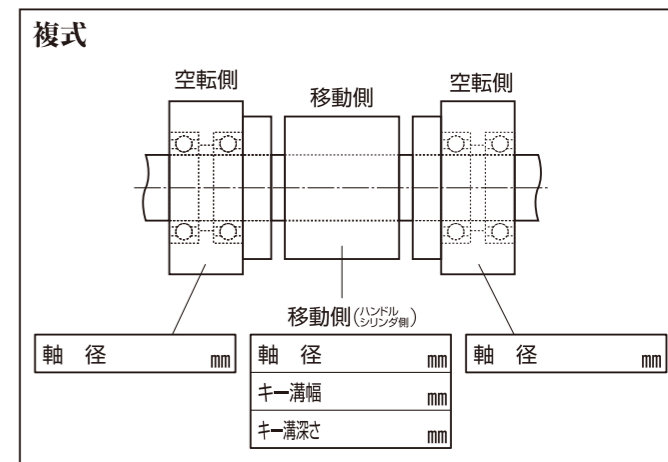 複式
空転側
移動側
空転側
移動側(ハンドルシリンダ側)
軸 径 mm
軸 径 mm
キー溝幅 mm
キー溝深さ mm
軸 径 mm